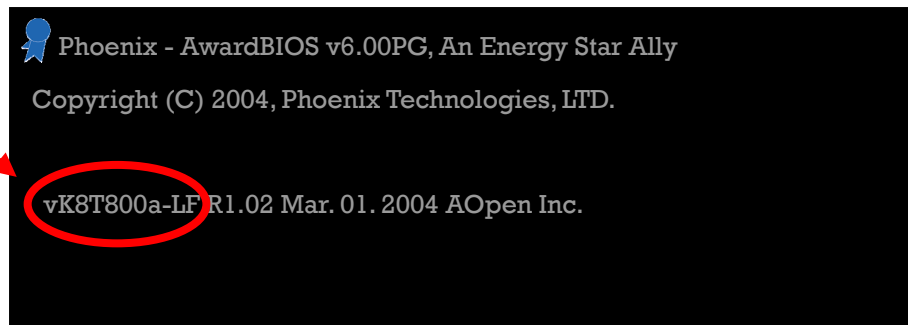 Phoenix - AwardBIOS v6.00PG, An Energy Star Ally
Copyright (C) 2004, Phoenix Technologies, LTD.
vK8T800a-LF R1.02 Mar. 01. 2004 AOpen Inc.